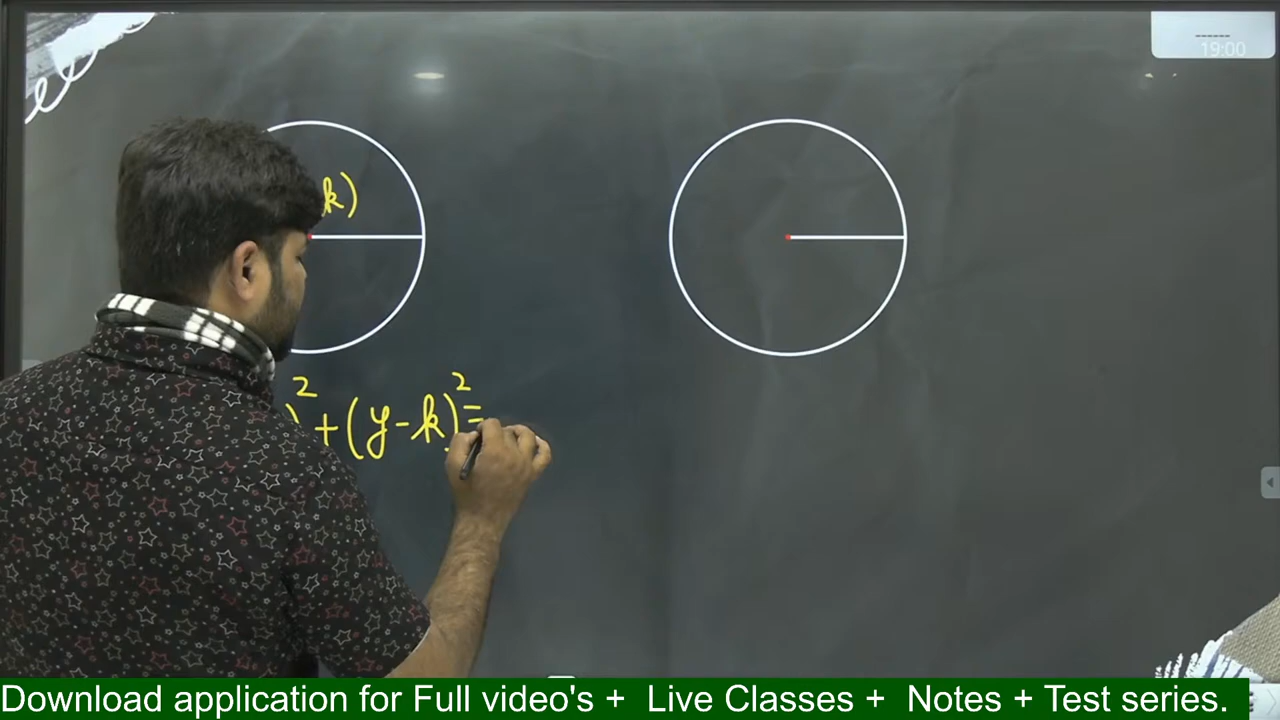 ------
19:00
k)
)² + (y-k)² =
Download application for Full video's + Live Classes + Notes + Test series.